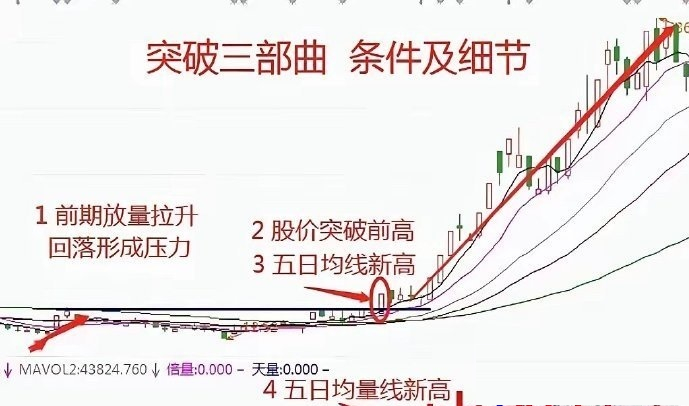 突破三部曲 条件及细节
1 前期放量拉升
回落形成压力
2 股价突破前高
3 五日均线新高
↓ MAVOL2:43824.760 ↓ 倍量:0.000 - 天量:0.000 -
4 五日均量线新高